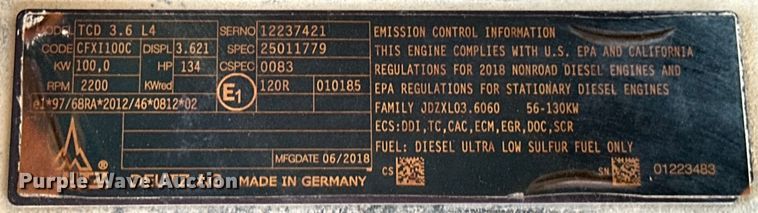 MODEL TCD 3.6 L4 SERNO 12237421
CODE CFXI100C DISPL 3.621 SPEC 25011779
KW 100,0 HP 134 CSPEC 0083
RPM 2200 KWred E1 120R 010185
e1*97/68RA*2012/46*0812*02
MFGDATE 06/2018
® DEUTZ AG MADE IN GERMANY
EMISSION CONTROL INFORMATION
THIS ENGINE COMPLIES WITH U.S. EPA AND CALIFORNIA
REGULATIONS FOR 2018 NONROAD DIESEL ENGINES AND
EPA REGULATIONS FOR STATIONARY DIESEL ENGINES
FAMILY JDZXL03.6060 56-130KW
ECS:DDI,TC,CAC,ECM,EGR,DOC,SCR
FUEL: DIESEL ULTRA LOW SULFUR FUEL ONLY
CS SN 01223483
Purple Wave Auction